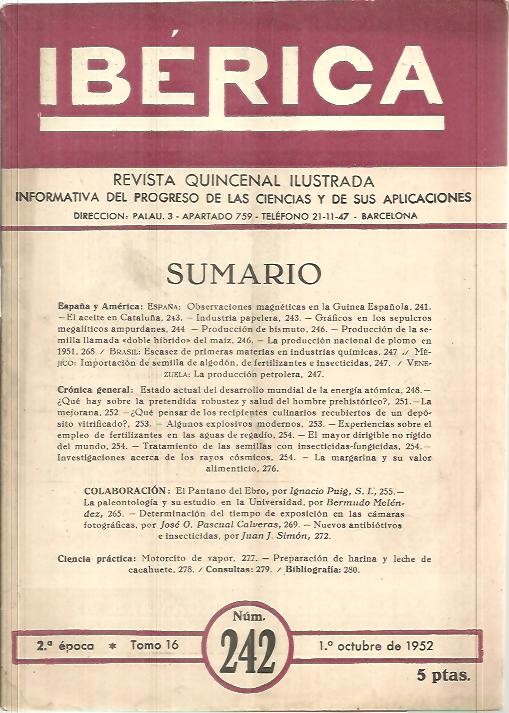 IBÉRICA
REVISTA QUINCENAL ILUSTRADA
INFORMATIVA DEL PROGRESO DE LAS CIENCIAS Y DE SUS APLICACIONES
DIRECCION: PALAU. 3 - APARTADO 759 - TELÉFONO 21-11-47 - BARCELONA
SUMARIO
España y América: ESPAÑA: Observaciones magnéticas en la Guinea Española, 241.
— El aceite en Cataluña, 243. — Industria papelera, 243. — Gráficos en los sepulcros
megalíticos ampurdanes, 244 — Producción de bismuto, 246. — Producción de la se-
milla llamada «doble híbrido» del maíz, 246. — La producción nacional de plomo en
1951, 268 / BRASIL: Escasez de primeras materias en industrias químicas, 247 ./ MÉ-
JICO: Importación de semilla de algodón, de fertilizantes e insecticidas, 247. / VENE-
ZUELA: La producción petrolera, 247.
Crónica general: Estado actual del desarrollo mundial de la energía atómica, 248.—
¿Qué hay sobre la pretendida robustez y salud del hombre prehistórico?, 251. — La
mejorana, 252 — ¿Qué pensar de los recipientes culinarios recubiertos de un depó-
sito vitrificado?, 253. — Algunos explosivos modernos, 253. — Experiencias sobre el
empleo de fertilizantes en las aguas de regadío, 254. — El mayor dirigible no rígido
del mundo, 254. — Tratamiento de las semillas con insecticidas-fungicidas, 254. —
Investigaciones acerca de los rayos cósmicos, 254. — La margarina y su valor
alimenticio, 276.
COLABORACIÓN: El Pantano del Ebro, por Ignacio Puig, S. I., 255. —
La paleontología y su estudio en la Universidad, por Bermudo Melén-
dez, 265. — Determinación del tiempo de exposición en las cámaras
fotográficas, por José O. Pascual Calveras, 269. — Nuevos antibiótivos
e insecticidas, por Juan J. Simón, 272.
Ciencia práctica: Motorcito de vapor, 277. — Preparación de harina y leche de
cacahuete, 278. / Consultas: 279. / Bibliografía: 280.
2.ª época * Tomo 16
Núm.
242
1.º octubre de 1952
5 ptas.